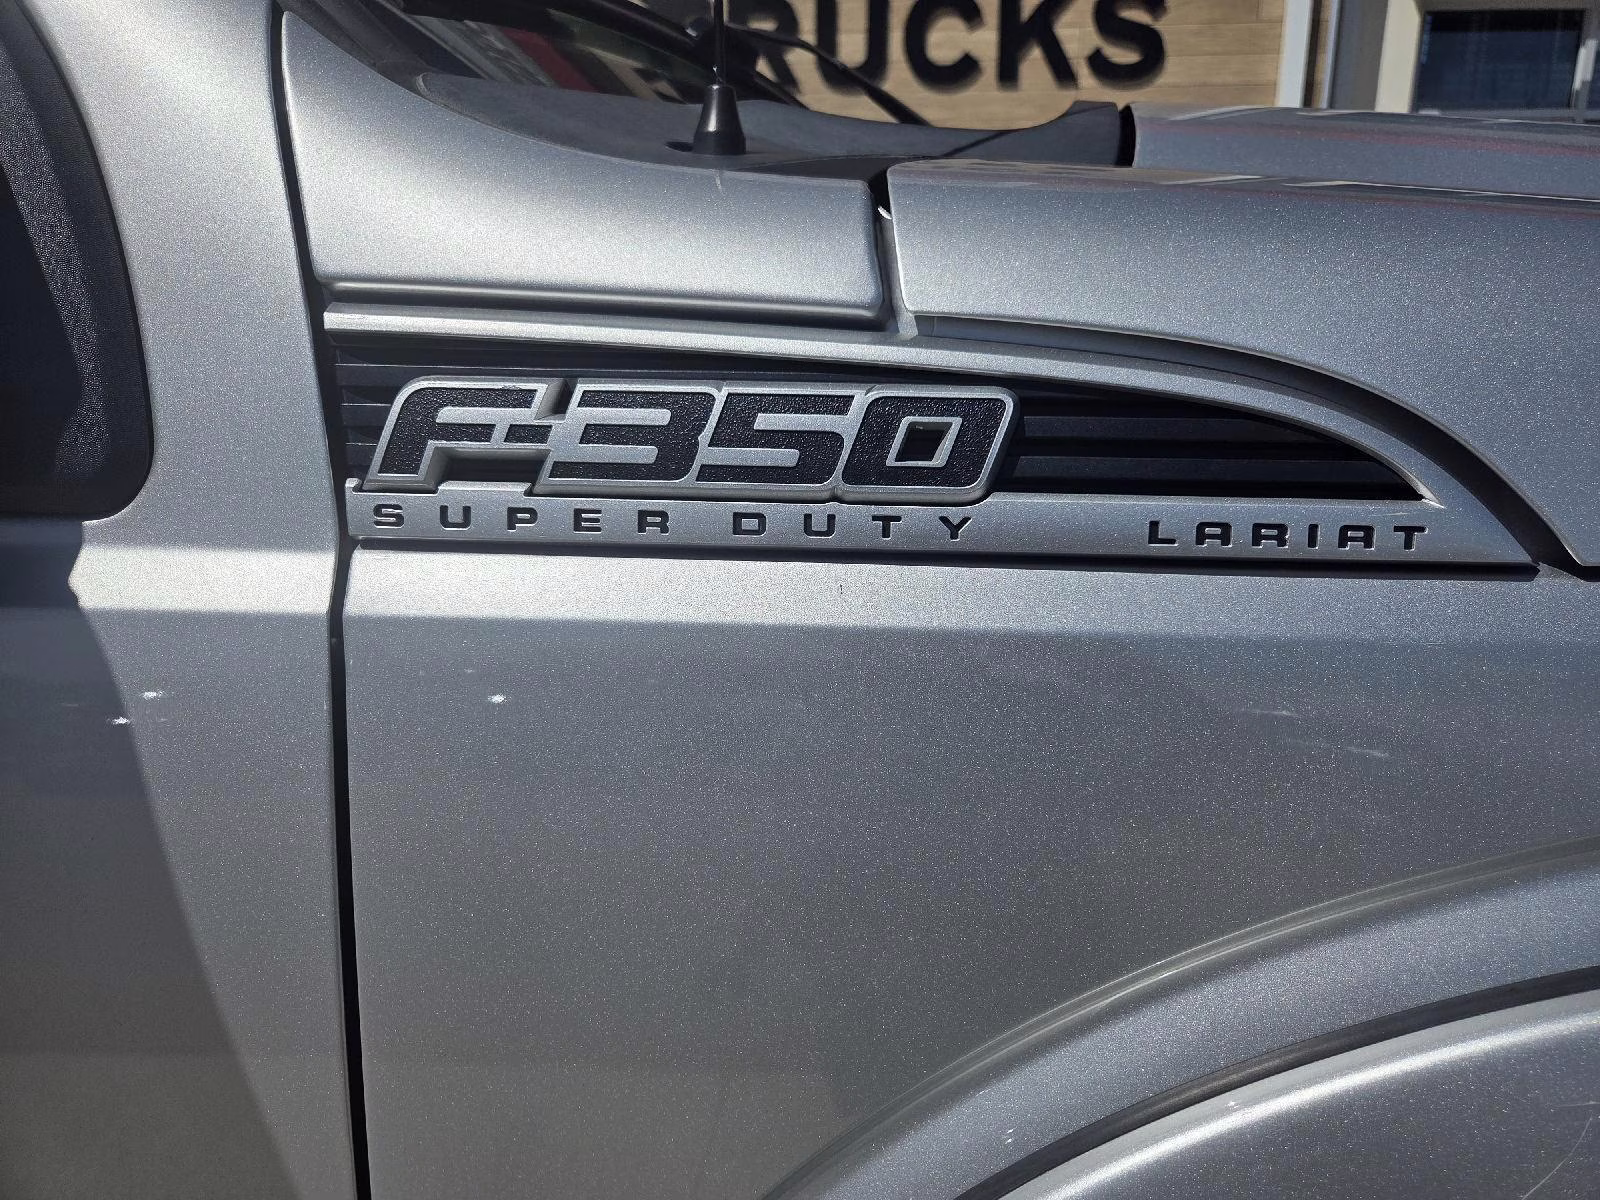 RUCKS
F-350
SUPER DUTY LARIAT